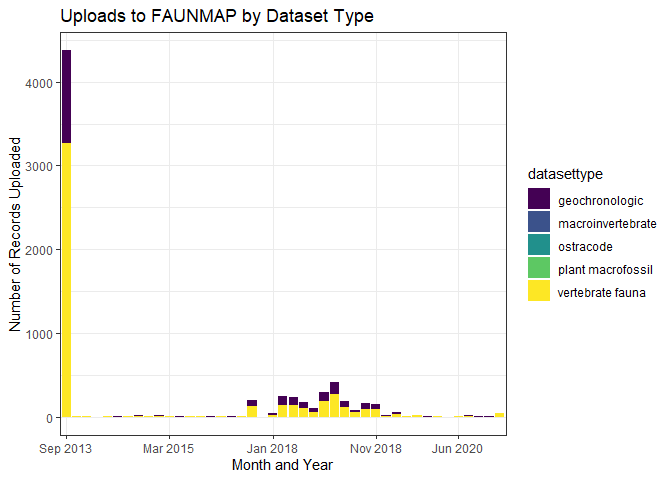 Uploads to FAUNMAP by Dataset Type
Number of Records Uploaded
4000
3000
2000
1000
0
Sep 2013 Mar 2015 Jan 2018 Nov 2018 Jun 2020
Month and Year
datasettype
geochronologic
macroinvertebrate
ostracode
plant macrofossil
vertebrate fauna